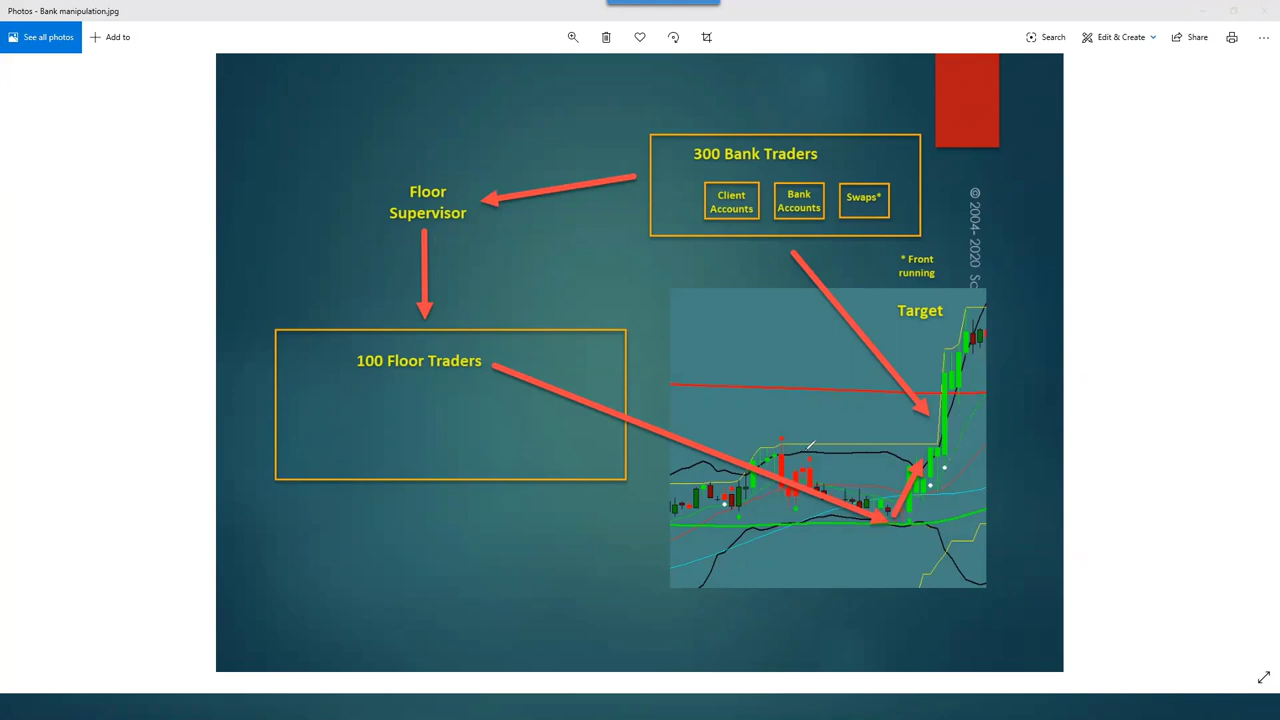 Photos - Bank manipulation.jpg
See all photos
Add to
Search
Edit & Create
Share
300 Bank Traders
Client
Accounts
Bank
Accounts
Swaps*
Floor
Supervisor
* Front
running
© 2004- 2020
Target
100 Floor Traders